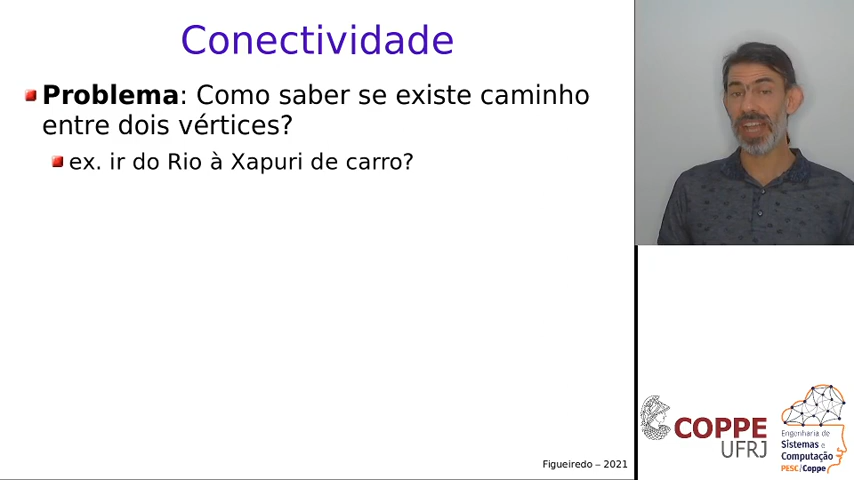 Conectividade
Problema: Como saber se existe caminho
entre dois vértices?
ex. ir do Rio à Xapuri de carro?
COPPE
UFRJ
Engenharia de
Sistemas e
Computação
PESC/Coppe
Figueiredo – 2021